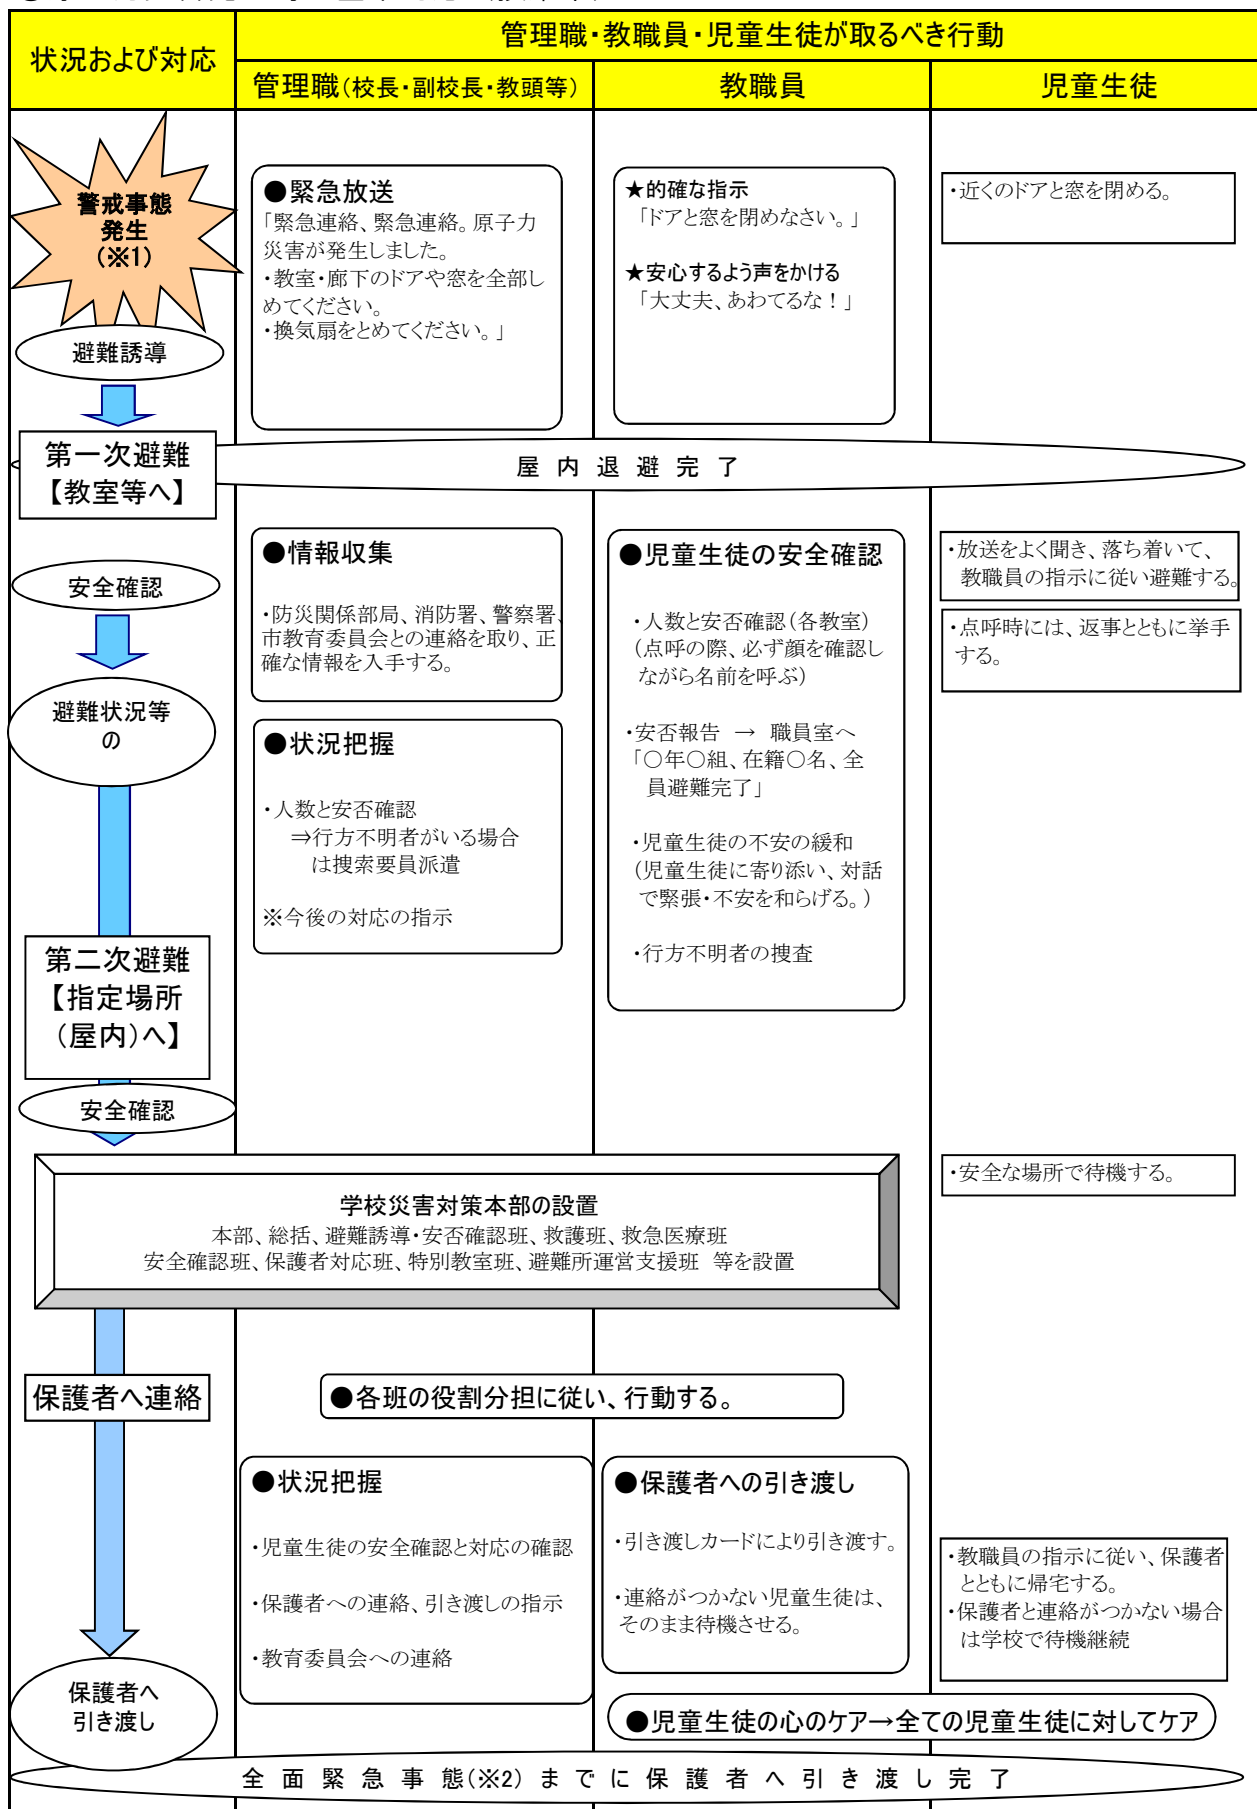 状況および対応
管理職・教職員・児童生徒が取るべき行動
管理職(校長・副校長・教頭等)
教職員
児童生徒
警戒事態
発生
(※1)
避難誘導
●緊急放送
「緊急連絡、緊急連絡。原子力
災害が発生しました。
・教室・廊下のドアや窓を全部し
めてください。
・換気扇をとめてください。」
★的確な指示
「ドアと窓を閉めなさい。」
★安心するよう声をかける
「大丈夫、あわてるな！」
・近くのドアと窓を閉める。
第一次避難
【教室等へ】
屋内退避完了
安全確認
避難状況等
の
●情報収集
・防災関係部局、消防署、警察署、
市教育委員会との連絡を取り、正
確な情報を入手する。
●状況把握
・人数と安否確認
⇒行方不明者がいる場合
は捜索要員派遣
※今後の対応の指示
●児童生徒の安全確認
・人数と安否確認(各教室)
(点呼の際、必ず顔を確認し
ながら名前を呼ぶ)
・安否報告 → 職員室へ
「○年○組、在籍○名、全
員避難完了」
・児童生徒の不安の緩和
(児童生徒に寄り添い、対話
で緊張・不安を和らげる。)
・行方不明者の捜査
・放送をよく聞き、落ち着いて、
教職員の指示に従い避難する。
・点呼時には、返事とともに挙手
する。
第二次避難
【指定場所
(屋内)へ】
安全確認
学校災害対策本部の設置
本部、総括、避難誘導・安否確認班、救護班、救急医療班
安全確認班、保護者対応班、特別教室班、避難所運営支援班 等を設置
・安全な場所で待機する。
保護者へ連絡
●各班の役割分担に従い、行動する。
●状況把握
・児童生徒の安全確認と対応の確認
・保護者への連絡、引き渡しの指示
・教育委員会への連絡
●保護者への引き渡し
・引き渡しカードにより引き渡す。
・連絡がつかない児童生徒は、
そのまま待機させる。
・教職員の指示に従い、保護者
とともに帰宅する。
・保護者と連絡がつかない場合
は学校で待機継続
保護者へ
引き渡し
●児童生徒の心のケア→全ての児童生徒に対してケア
全面緊急事態(※2)までに保護者へ引き渡し完了